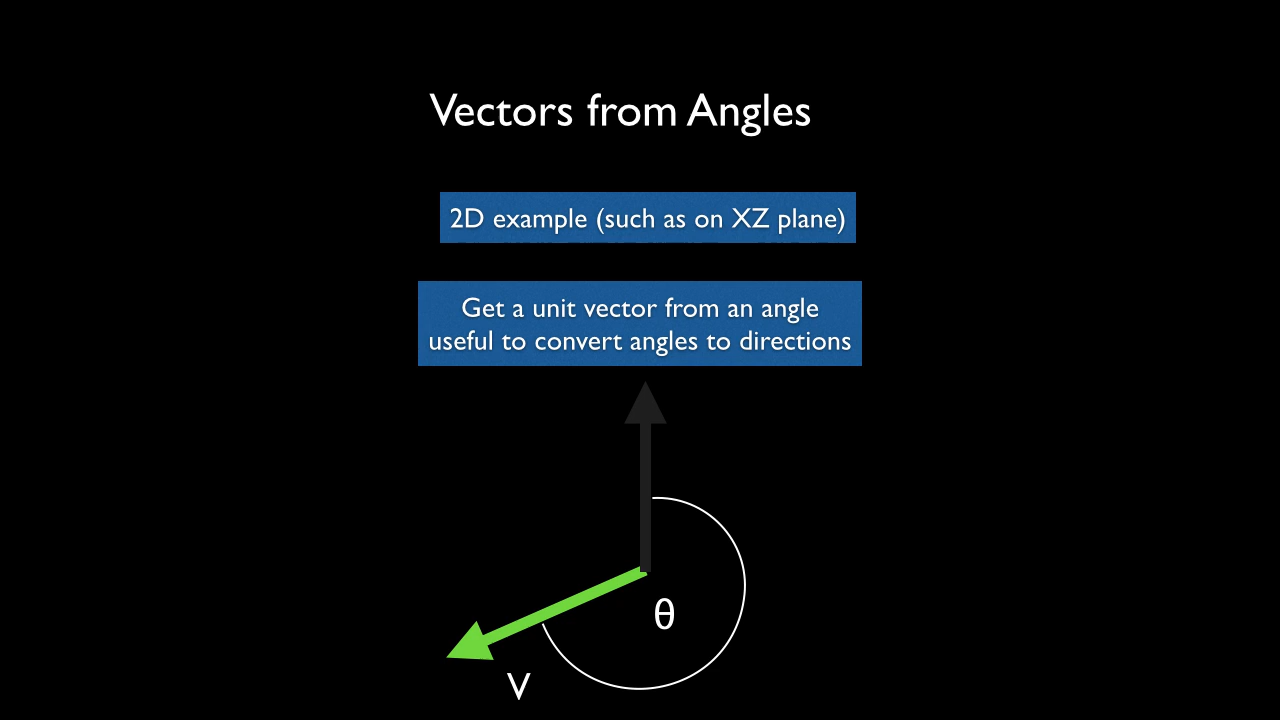 Vectors from Angles
2D example (such as on XZ plane)
Get a unit vector from an angle
useful to convert angles to directions
θ
V